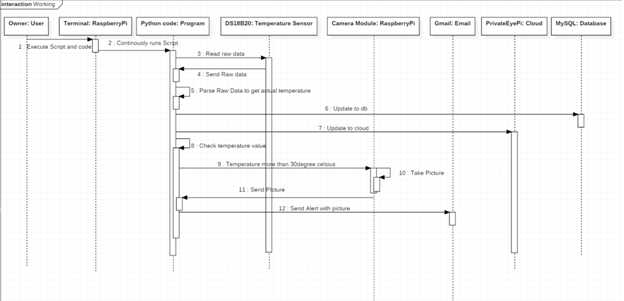 interaction Working
Owner: User
Terminal: RaspberryPi
Python code: Program
DS18B20: Temperature Sensor
Camera Module: RaspberryPi
Gmail: Email
PrivateEyePi: Cloud
MySQL: Database
1 : Execute Script and code
2 : Continously runs Script
3 : Read raw data
4 : Send Raw data
5 : Parse Raw Data to get actual temperature
6 : Update to db
7 : Update to cloud
8 : Check temperature value
9 : Temperature more than 30degree celsius
10 : Take Picture
11 : Send Picture
12 : Send Alert with picture